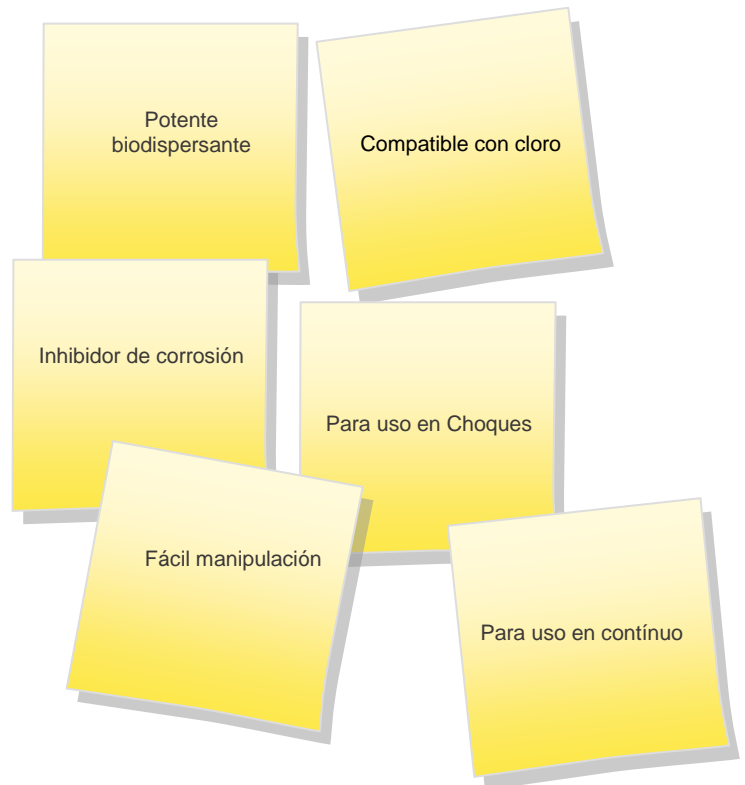 Potente
biodispersante
Compatible con cloro
Inhibidor de corrosión
Para uso en Choques
Fácil manipulación
Para uso en contínuo